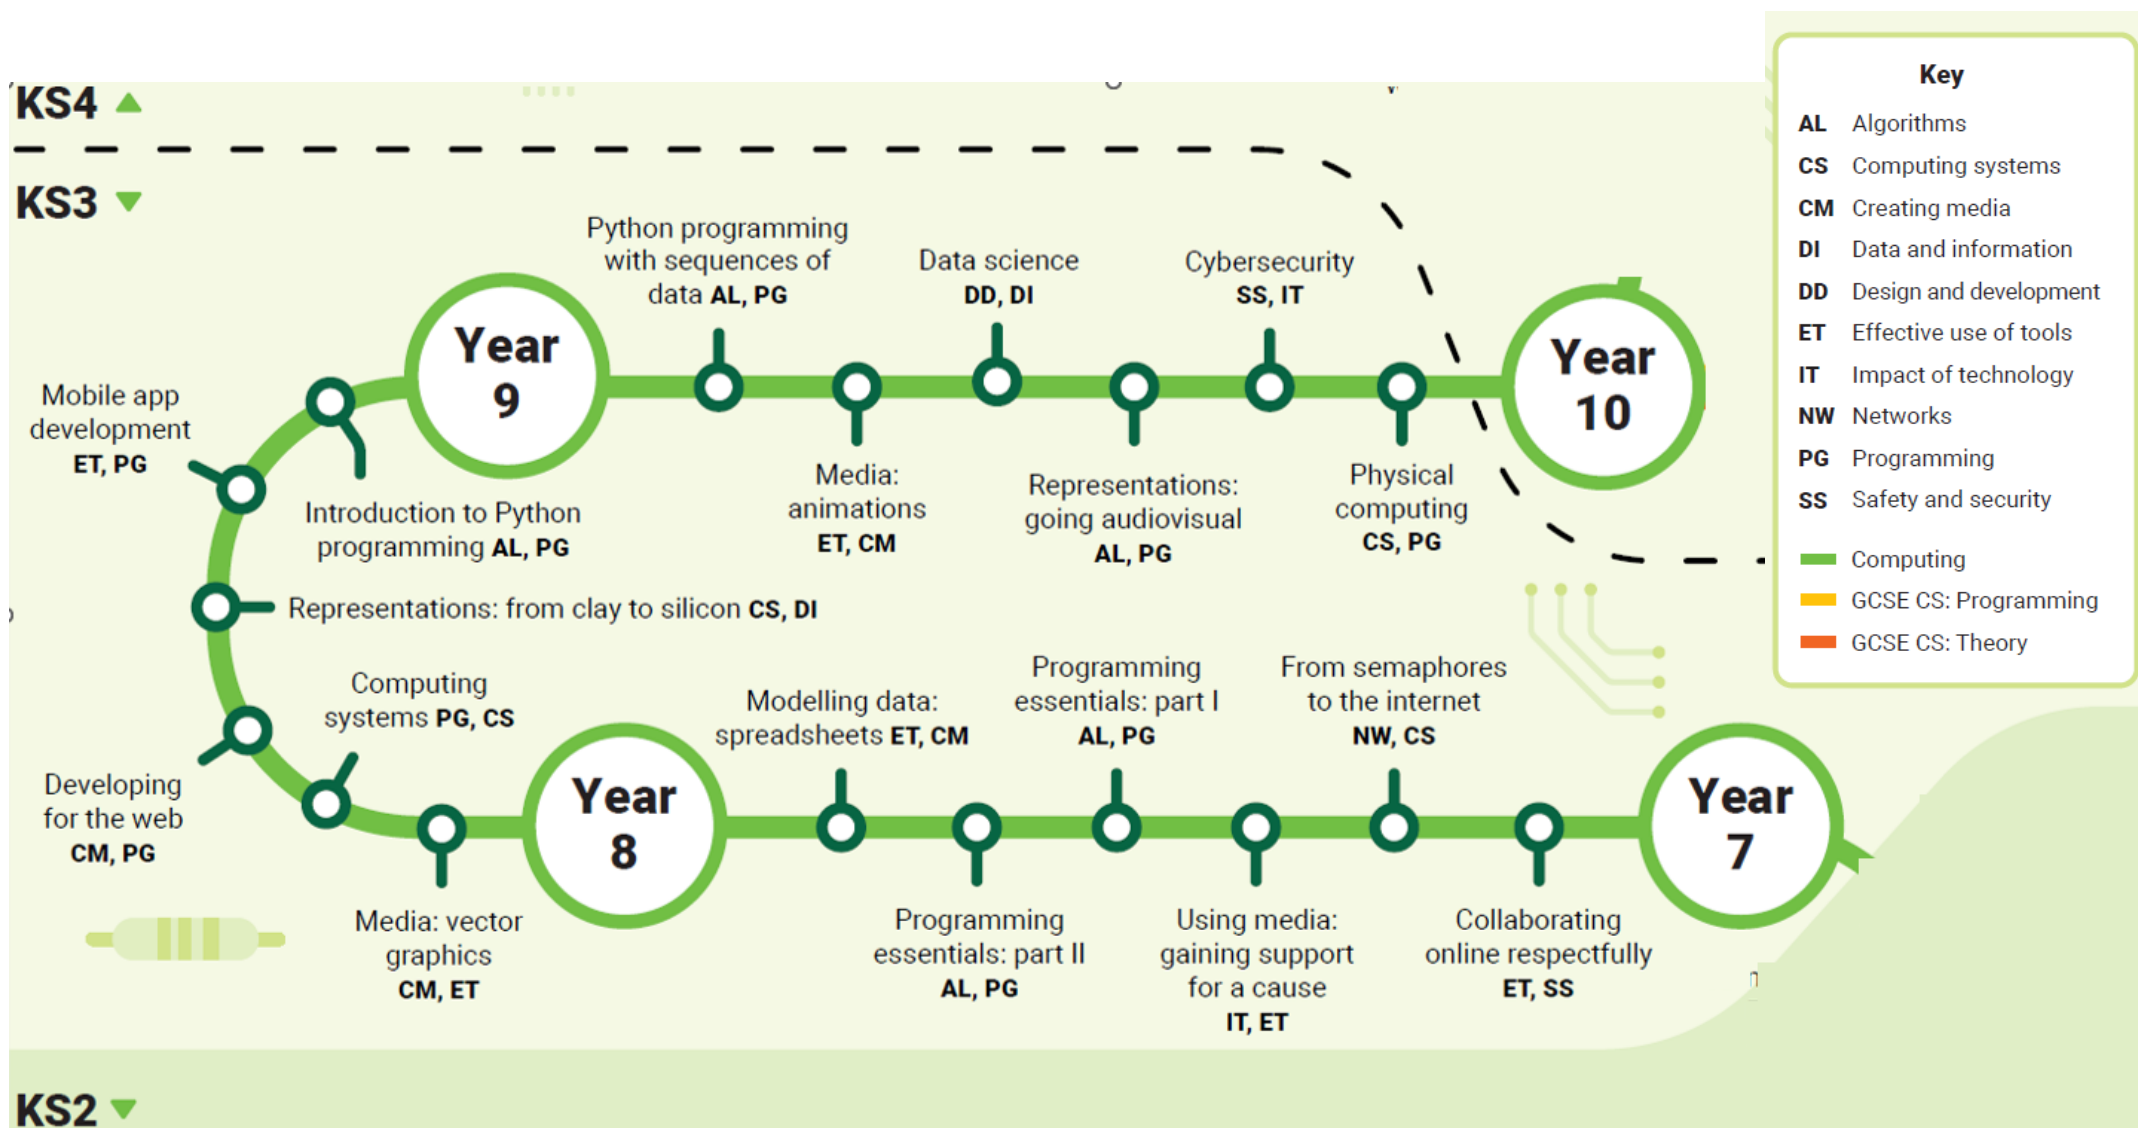 KS4
KS3
Python programming
with sequences of
data AL, PG
Data science
DD, DI
Cybersecurity
SS, IT
Year
9
Year
10
Mobile app
development
ET, PG
Introduction to Python
programming AL, PG
Media:
animations
ET, CM
Representations:
going audiovisual
AL, PG
Physical
computing
CS, PG
Representations: from clay to silicon CS, DI
Computing
systems PG, CS
Modelling data:
spreadsheets ET, CM
Programming
essentials: part I
AL, PG
From semaphores
to the internet
NW, CS
Developing
for the web
CM, PG
Year
8
Year
7
Media: vector
graphics
CM, ET
Programming
essentials: part II
AL, PG
Using media:
gaining support
for a cause
IT, ET
Collaborating
online respectfully
ET, SS
KS2
Key
AL Algorithms
CS Computing systems
CM Creating media
DI Data and information
DD Design and development
ET Effective use of tools
IT Impact of technology
NW Networks
PG Programming
SS Safety and security
Computing
GCSE CS: Programming
GCSE CS: Theory